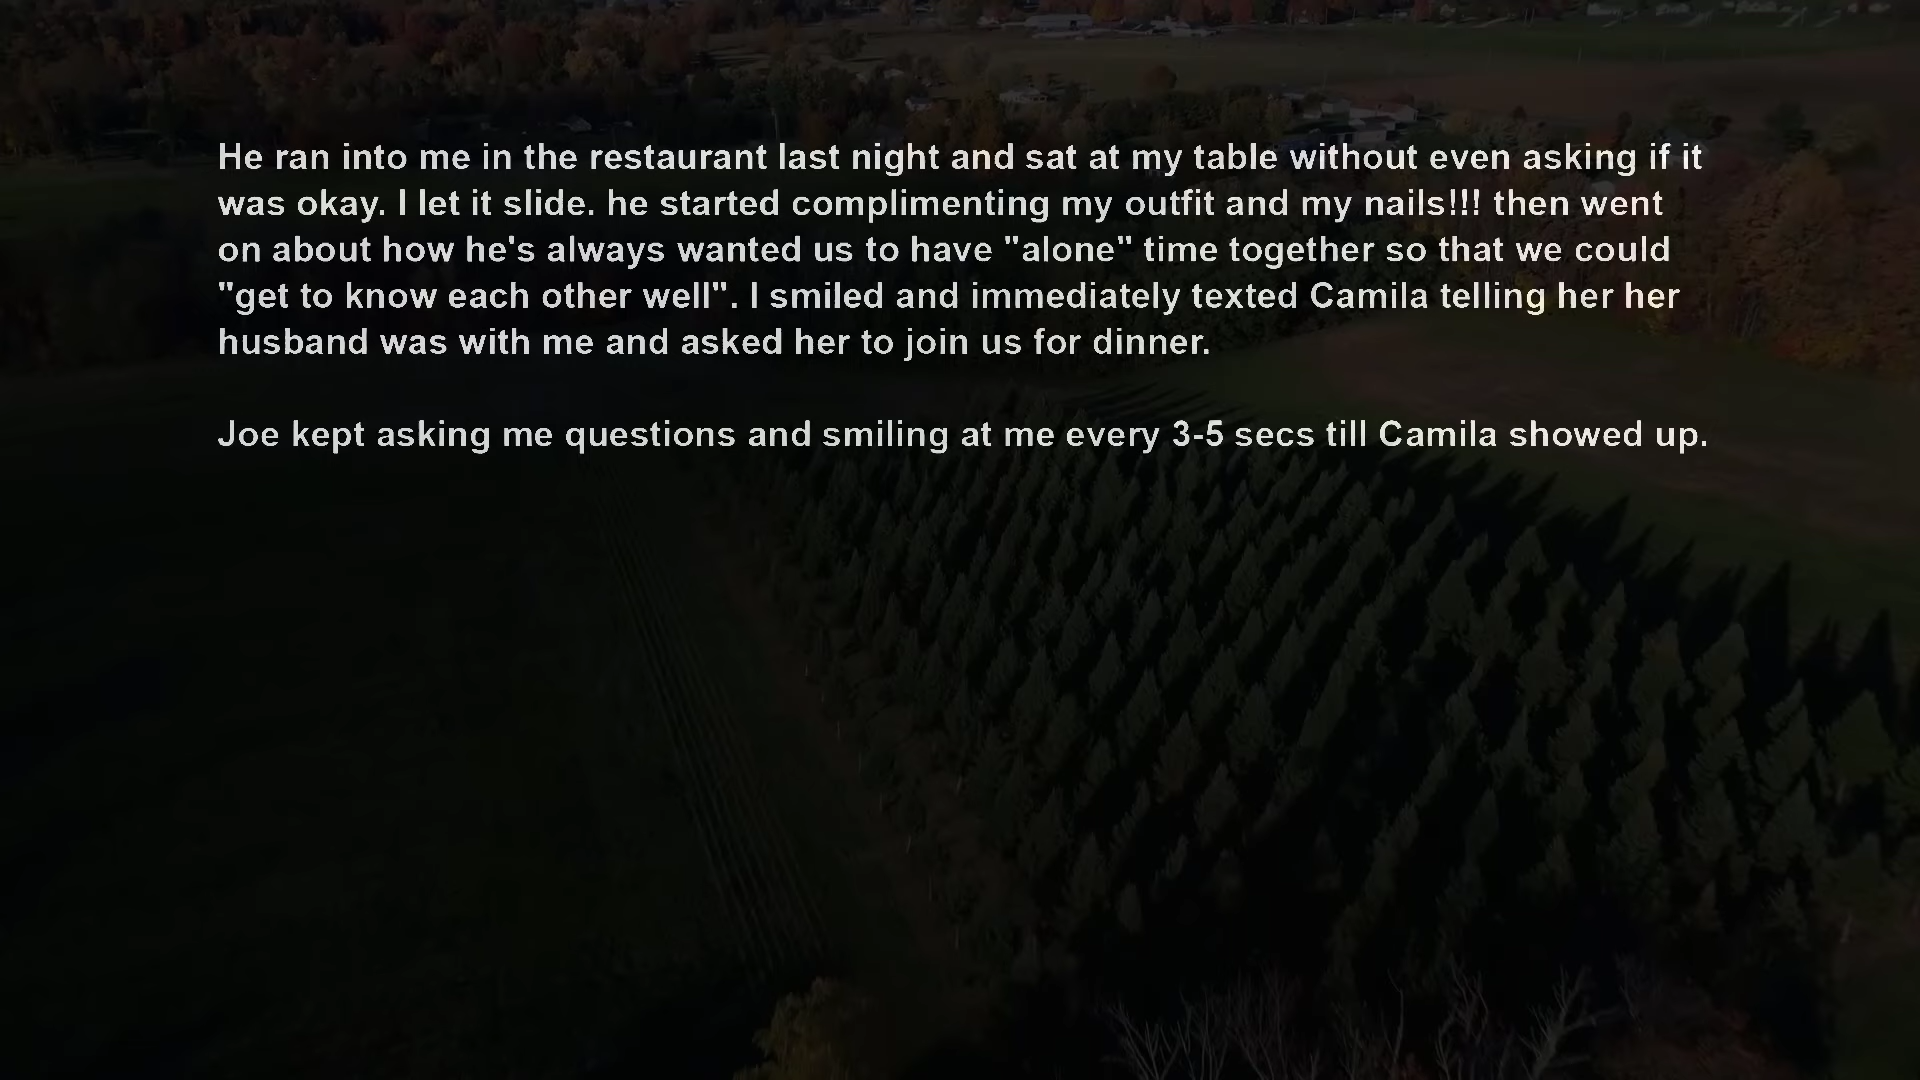 He ran into me in the restaurant last night and sat at my table without even asking if it
was okay. I let it slide. he started complimenting my outfit and my nails!!! then went
on about how he's always wanted us to have "alone" time together so that we could
"get to know each other well". I smiled and immediately texted Camila telling her her
husband was with me and asked her to join us for dinner.
Joe kept asking me questions and smiling at me every 3-5 secs till Camila showed up.